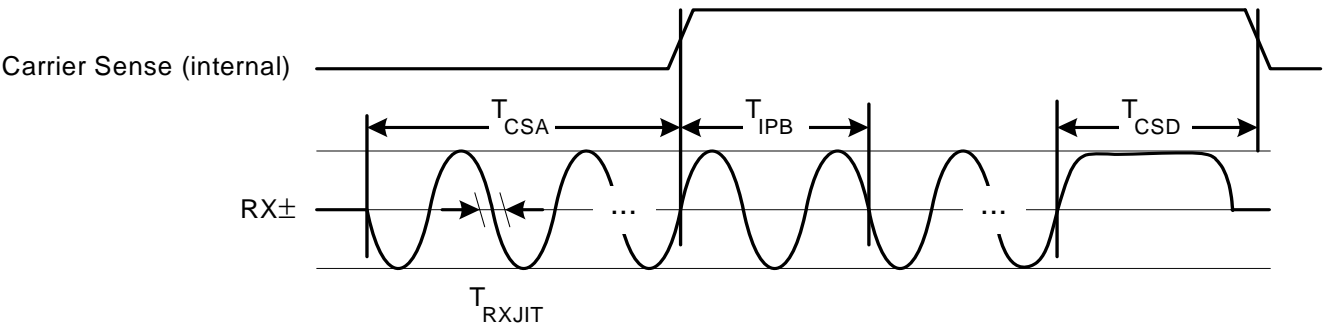 Carrier Sense (internal)
TCSA
TIPB
TCSD
RX±
...
...
TRXJIT